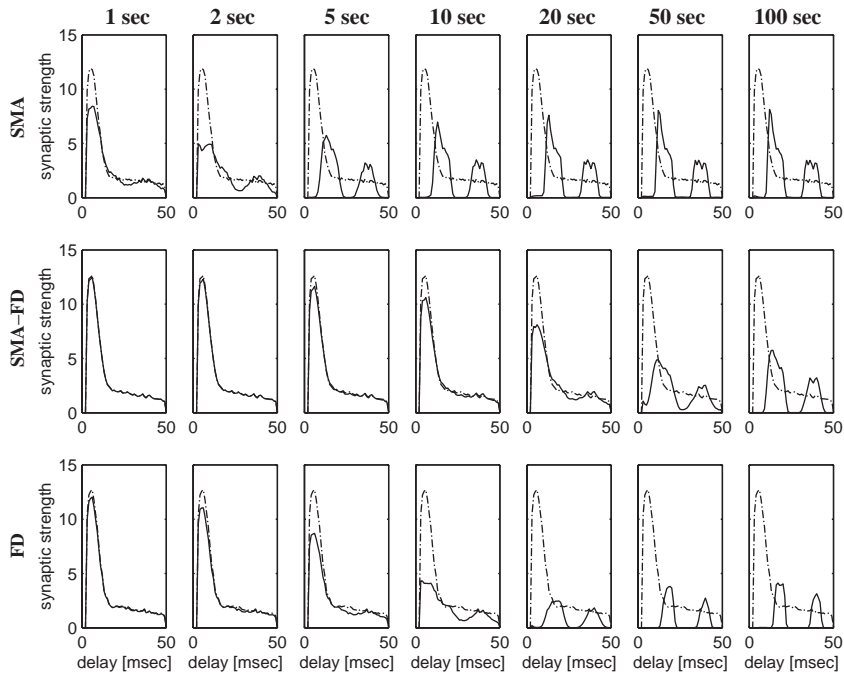 1 sec 2 sec 5 sec 10 sec 20 sec 50 sec 100 sec
SMA
synaptic strength
15
10
5
0
0 50 0 50 0 50 0 50 0 50 0 50 0 50
SMA–FD
synaptic strength
15
10
5
0
0 50 0 50 0 50 0 50 0 50 0 50 0 50
FD
synaptic strength
15
10
5
0
0 50 0 50 0 50 0 50 0 50 0 50 0 50
delay [msec] delay [msec] delay [msec] delay [msec] delay [msec] delay [msec] delay [msec]